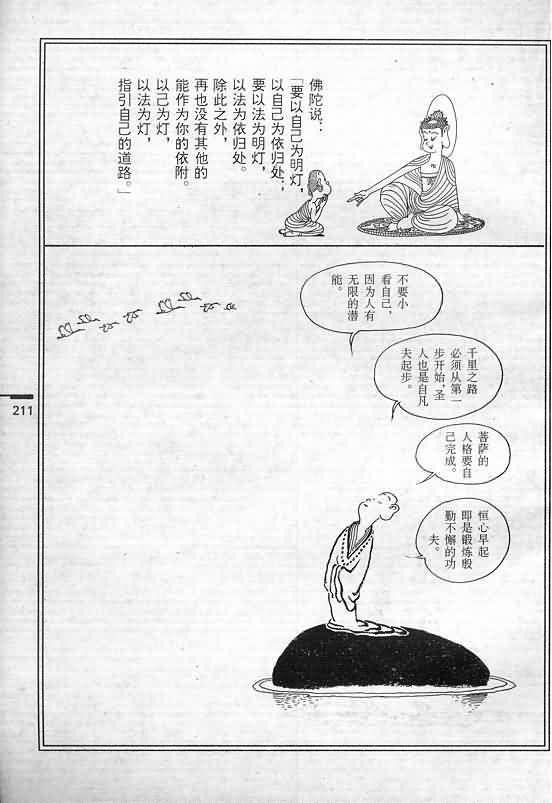 佛陀说：
「要以自己为明灯，
以自己为依归处；
要以法为明灯，
以法为依归处。
除此之外，
再也没有其他的
能作为你的依附。
以己为灯，
以法为灯，
指引自己的道路。」
不要小
看自己，
因为人有
无限的潜
能。
千里之路
必须从第一
步开始，圣
人也是自凡
夫起步。
菩萨的
人格要自
己完成。
恒心早起
即是锻炼殷
勤不懈的功
夫。
211